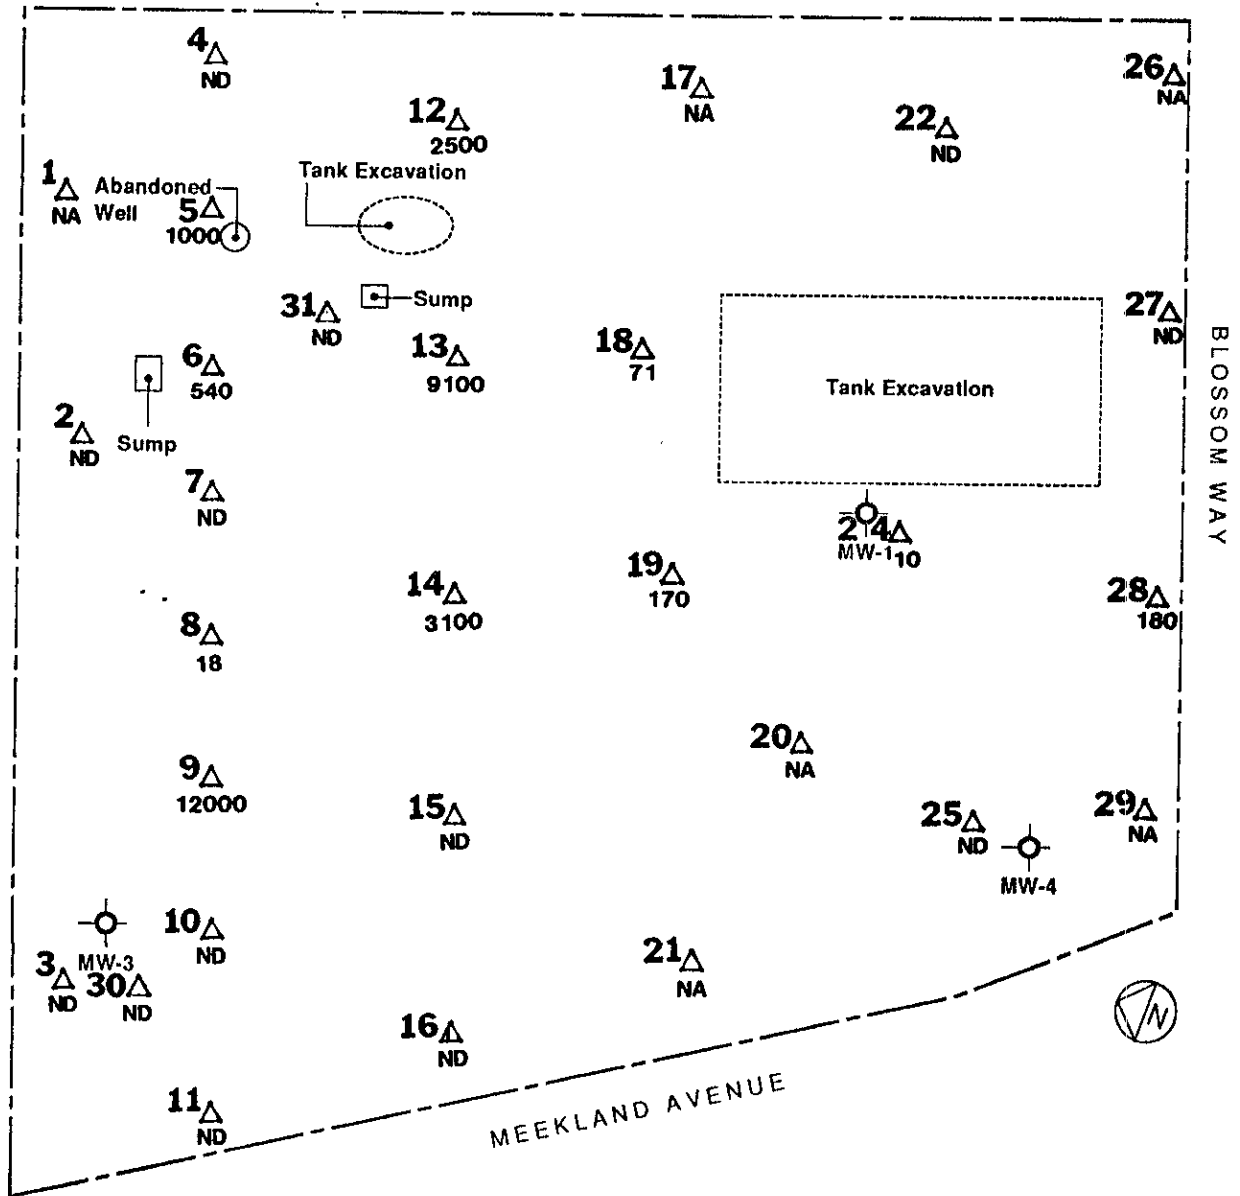 4
ND
12
2500
17
NA
22
ND
26
NA
1
NA
Abandoned
Well
5
1000
Tank Excavation
31
ND
Sump
6
540
13
9100
18
71
Tank Excavation
27
ND
2
ND
Sump
7
ND
BLOSSOM WAY
24
MW-1
10
14
3100
19
170
28
180
8
18
20
NA
9
12000
15
ND
25
ND
MW-4
29
NA
MW-3
3
ND
30
ND
10
ND
21
NA
16
ND
N
11
ND
MEEKLAND AVENUE